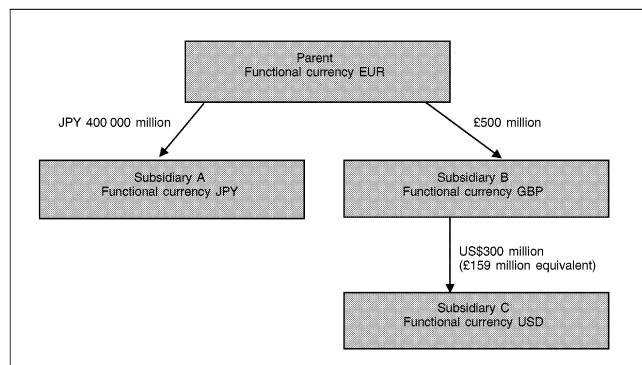 Parent
Functional currency EUR
JPY 400 000 million
£500 million
Subsidiary A
Functional currency JPY
Subsidiary B
Functional currency GBP
US$300 million
(£159 million equivalent)
Subsidiary C
Functional currency USD